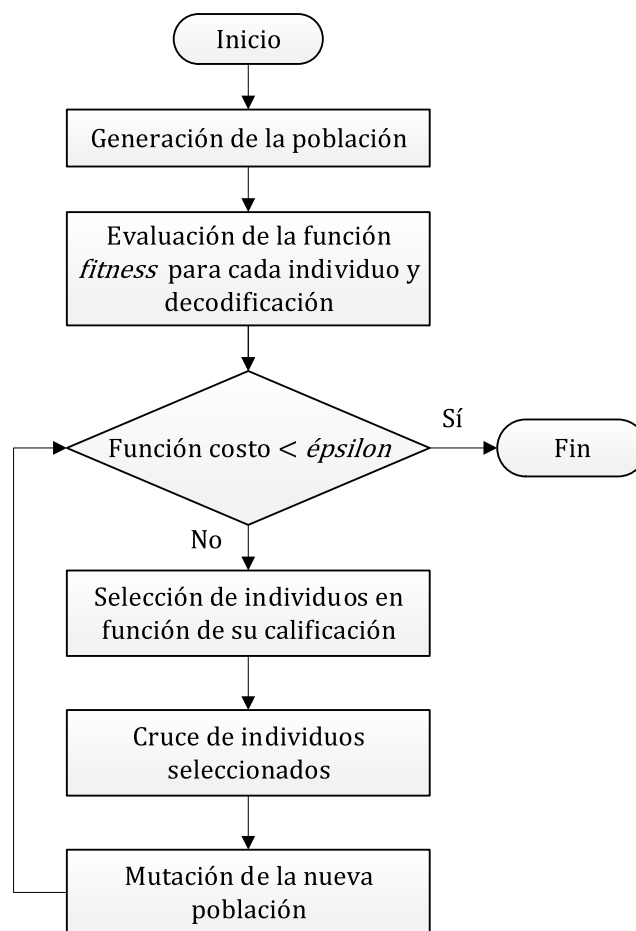 Inicio
Generación de la población
Evaluación de la función
fitness para cada individuo y
decodificación
Función costo < épsilon
Sí
Fin
No
Selección de individuos en
función de su calificación
Cruce de individuos
seleccionados
Mutación de la nueva
población